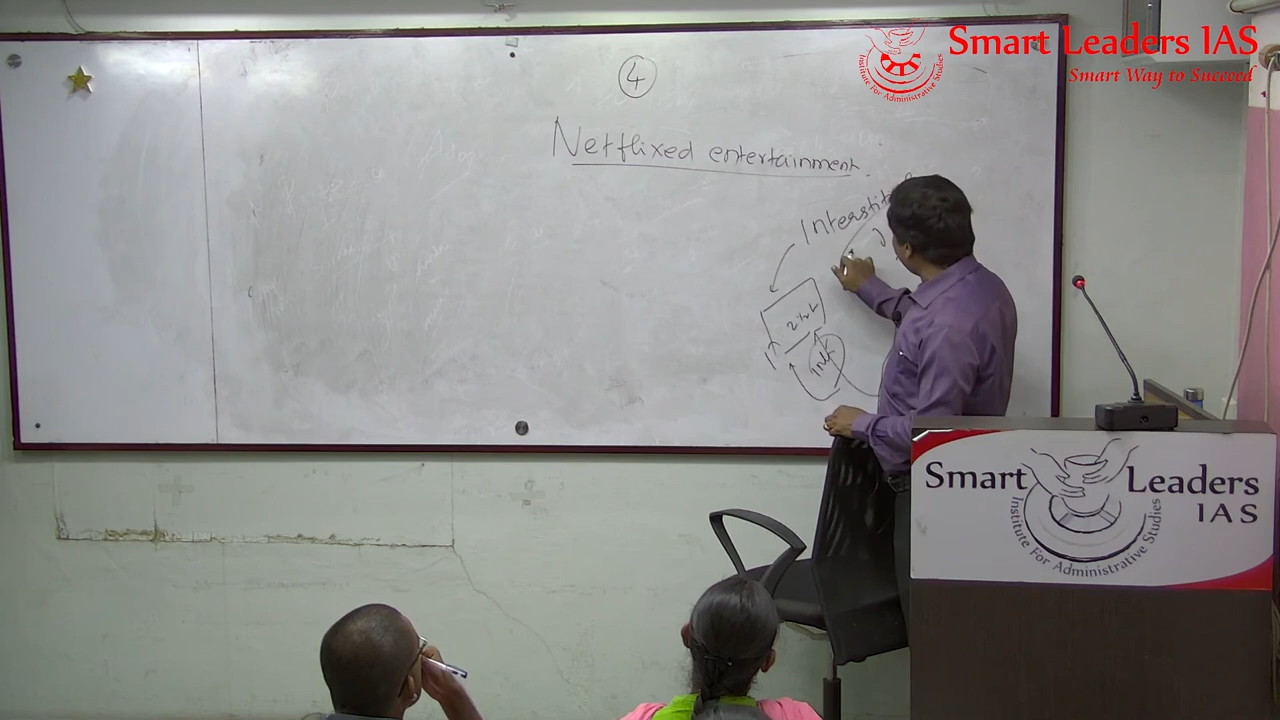 Smart Leaders IAS
Smart Way to Succeed
Institute For Administrative Studies
4
Netflixed entertainment
Smart Leaders
IAS
Institute For Administrative Studies